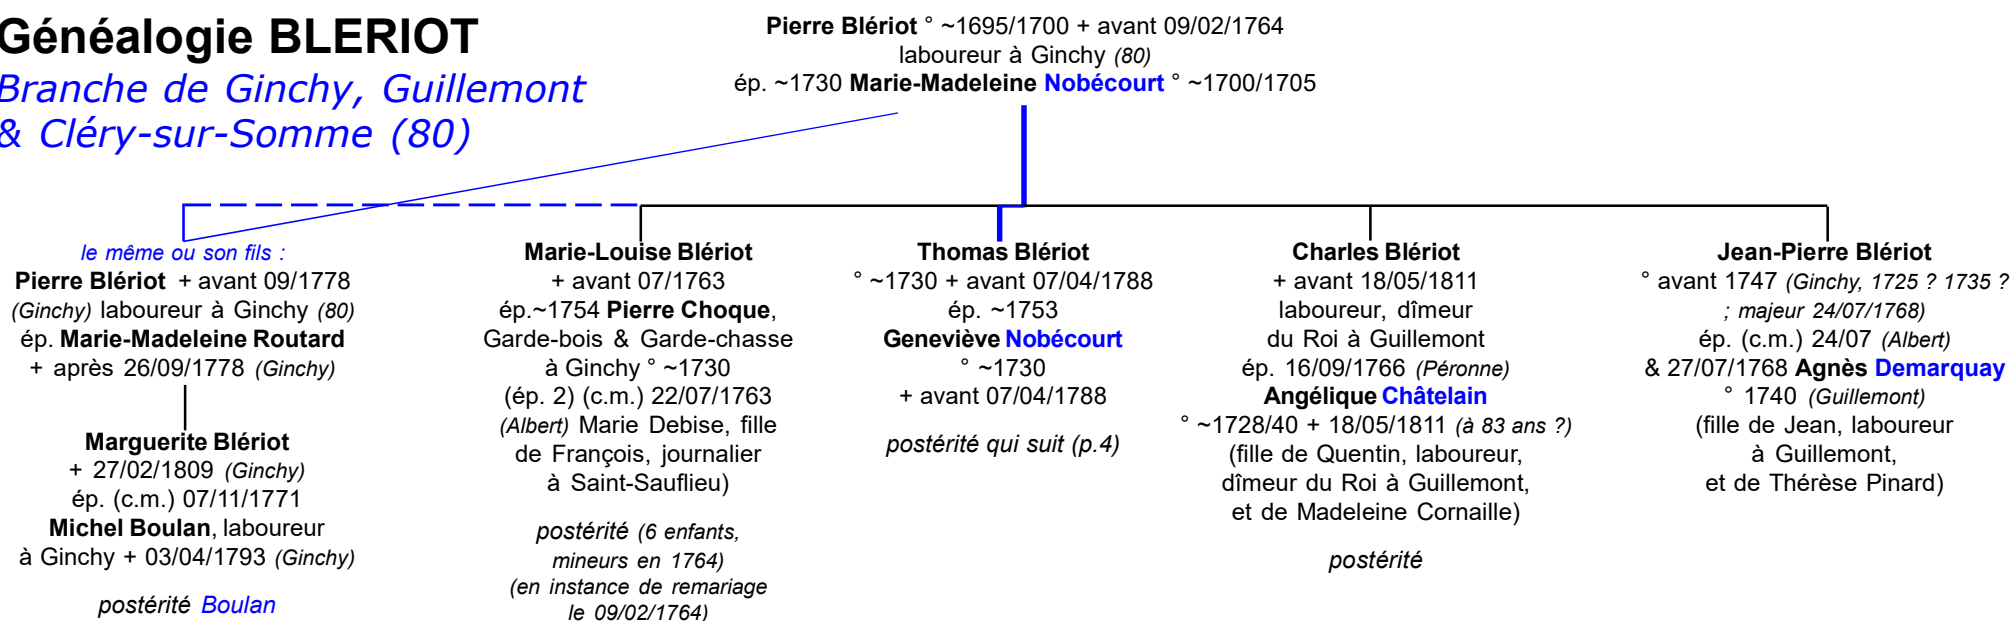 Généalogie BLERIOT
Branche de Ginchy, Guillemont
& Cléry-sur-Somme (80)
Pierre Blériot ° ~1695/1700 + avant 09/02/1764
laboureur à Ginchy (80)
ép. ~1730 Marie-Madeleine Nobécourt ° ~1700/1705
le même ou son fils :
Pierre Blériot + avant 09/1778
(Ginchy) laboureur à Ginchy (80)
ép. Marie-Madeleine Routard
+ après 26/09/1778 (Ginchy)
Marguerite Blériot
+ 27/02/1809 (Ginchy)
ép. (c.m.) 07/11/1771
Michel Boulan, laboureur
à Ginchy + 03/04/1793 (Ginchy)
postérité Boulan
Marie-Louise Blériot
+ avant 07/1763
ép.~1754 Pierre Choque,
Garde-bois & Garde-chasse
à Ginchy ° ~1730
(ép. 2) (c.m.) 22/07/1763
(Albert) Marie Debise, fille
de François, journalier
à Saint-Sauflieu)
postérité (6 enfants,
mineurs en 1764)
(en instance de remariage
le 09/02/1764)
Thomas Blériot
° ~1730 + avant 07/04/1788
ép. ~1753
Geneviève Nobécourt
° ~1730
+ avant 07/04/1788
postérité qui suit (p.4)
Charles Blériot
+ avant 18/05/1811
laboureur, dîmeur
du Roi à Guillemont
ép. 16/09/1766 (Péronne)
Angélique Châtelain
° ~1728/40 + 18/05/1811 (à 83 ans ?)
(fille de Quentin, laboureur,
dîmeur du Roi à Guillemont,
et de Madeleine Cornaille)
postérité
Jean-Pierre Blériot
° avant 1747 (Ginchy, 1725 ? 1735 ?
; majeur 24/07/1768)
ép. (c.m.) 24/07 (Albert)
& 27/07/1768 Agnès Demarquay
° 1740 (Guillemont)
(fille de Jean, laboureur
à Guillemont,
et de Thérèse Pinard)